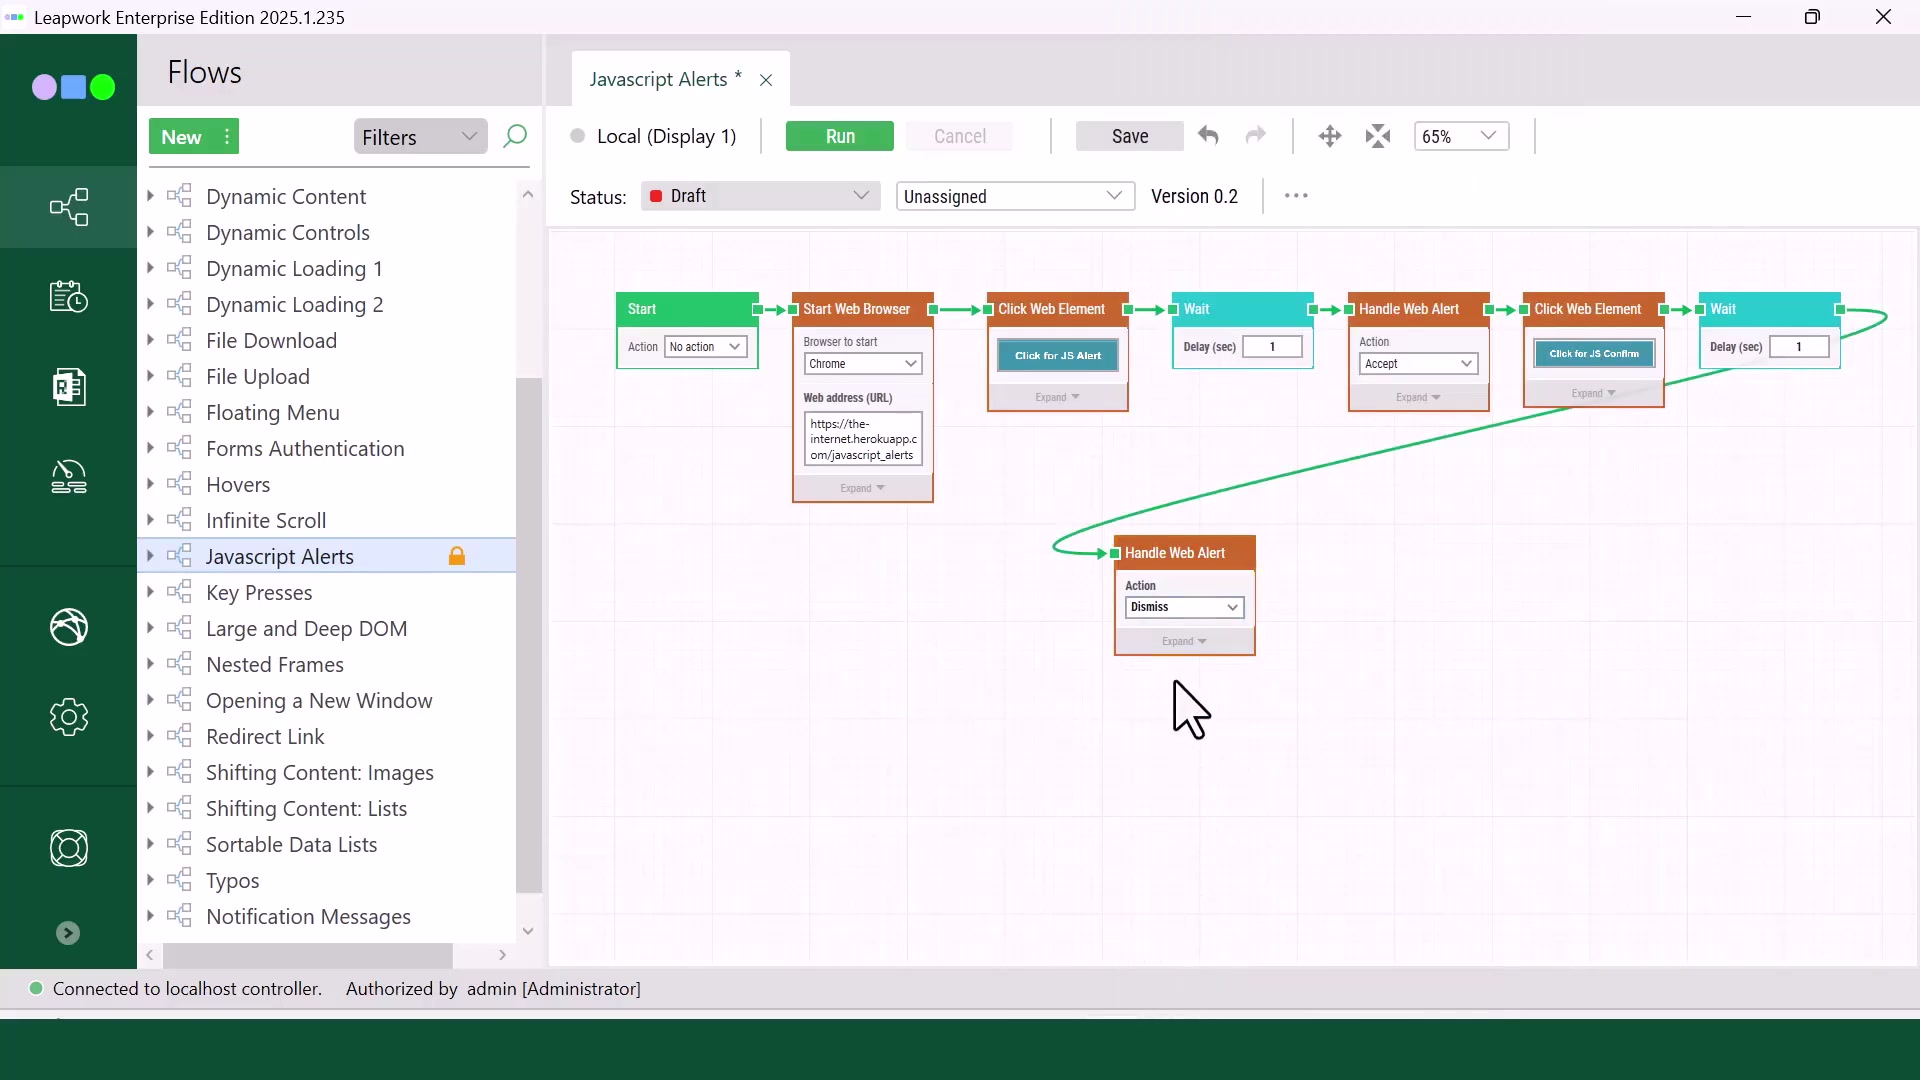 Leapwork Enterprise Edition 2025.1.235
Flows
New
Filters
Dynamic Content
Dynamic Controls
Dynamic Loading 1
Dynamic Loading 2
File Download
File Upload
Floating Menu
Forms Authentication
Hovers
Infinite Scroll
Javascript Alerts
Key Presses
Large and Deep DOM
Nested Frames
Opening a New Window
Redirect Link
Shifting Content: Images
Shifting Content: Lists
Sortable Data Lists
Typos
Notification Messages
Javascript Alerts *
Local (Display 1)
Run
Cancel
Save
65%
Status:
Draft
Unassigned
Version 0.2
Start
Action
No action
Start Web Browser
Browser to start
Chrome
Web address (URL)
https://the-
internet.herokuapp.c
om/javascript_alerts
Expand
Click Web Element
Click for JS Alert
Expand
Wait
Delay (sec)
1
Handle Web Alert
Action
Accept
Expand
Click Web Element
Click for JS Confirm
Expand
Wait
Delay (sec)
1
Handle Web Alert
Action
Dismiss
Expand
Connected to localhost controller.
Authorized by admin [Administrator]